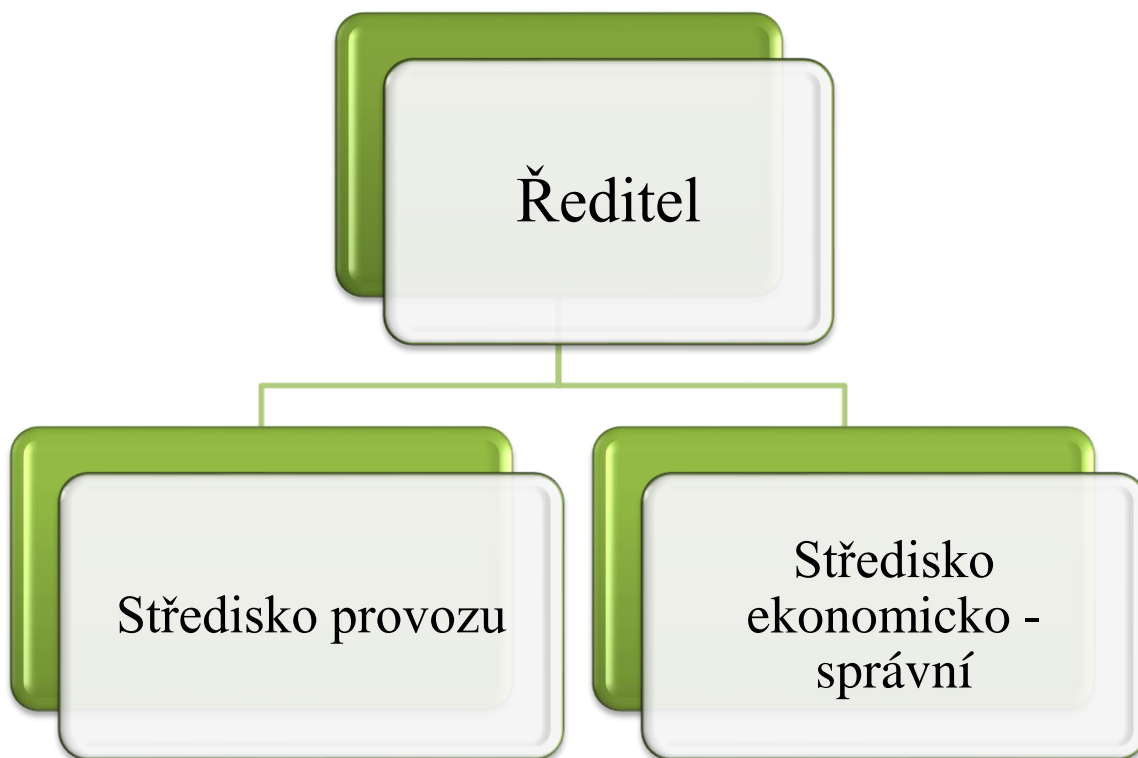 Ředitel
Středisko provozu
Středisko
ekonomicko -
správní